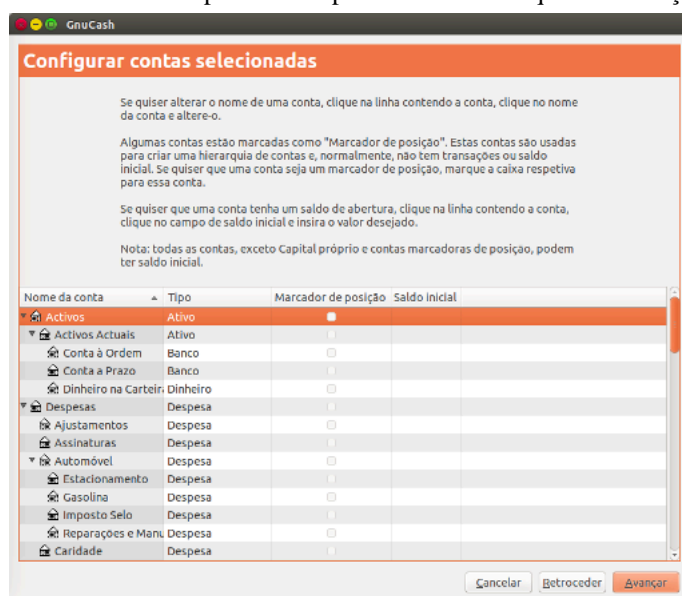 GnuCash
Configurar contas selecionadas
Se quiser alterar o nome de uma conta, clique na linha contendo a conta, clique no nome
da conta e altere-o.
Algumas contas estão marcadas como "Marcador de posição". Estas contas são usadas
para criar uma hierarquia de contas e, normalmente, não tem transações ou saldo
inicial. Se quiser que uma conta seja um marcador de posição, marque a caixa respetiva
para essa conta.
Se quiser que uma conta tenha um saldo de abertura, clique na linha contendo a conta,
clique no campo de saldo inicial e insira o valor desejado.
Nota: todas as contas, exceto Capital próprio e contas marcadoras de posição, podem
ter saldo inicial.
Nome da conta Tipo Marcador de posição Saldo inicial
Activos Ativo
Activos Actuais Ativo
Conta à Ordem Banco
Conta a Prazo Banco
Dinheiro na Carteir Dinheiro
Despesas Despesa
Ajustamentos Despesa
Assinaturas Despesa
Automóvel Despesa
Estacionamento Despesa
Gasolina Despesa
Imposto Selo Despesa
Reparações e Manu Despesa
Caridade Despesa
Cancelar Retroceder Avançar